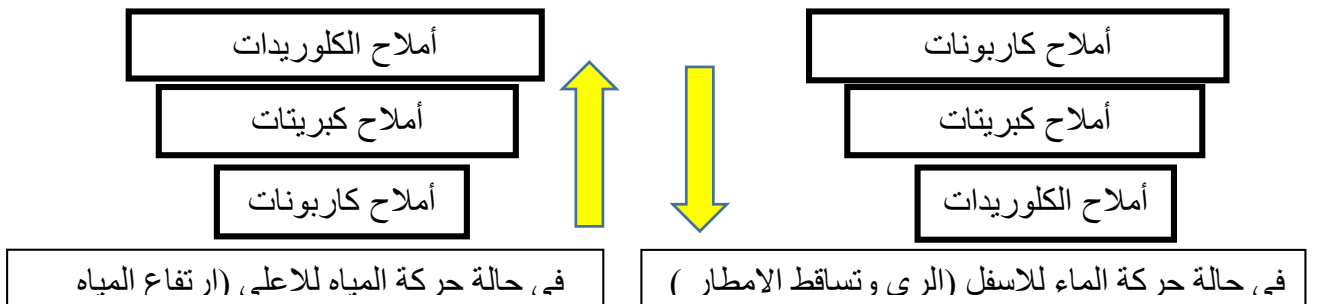 أملاح كاربونات
أملاح كبريتات
أملاح الكلوريدات
في حالة حركة الماء للاسفل (الري وتساقط الامطار )
أملاح الكلوريدات
أملاح كبريتات
أملاح كاربونات
في حالة حركة المياه للاعلى (ارتفاع المياه